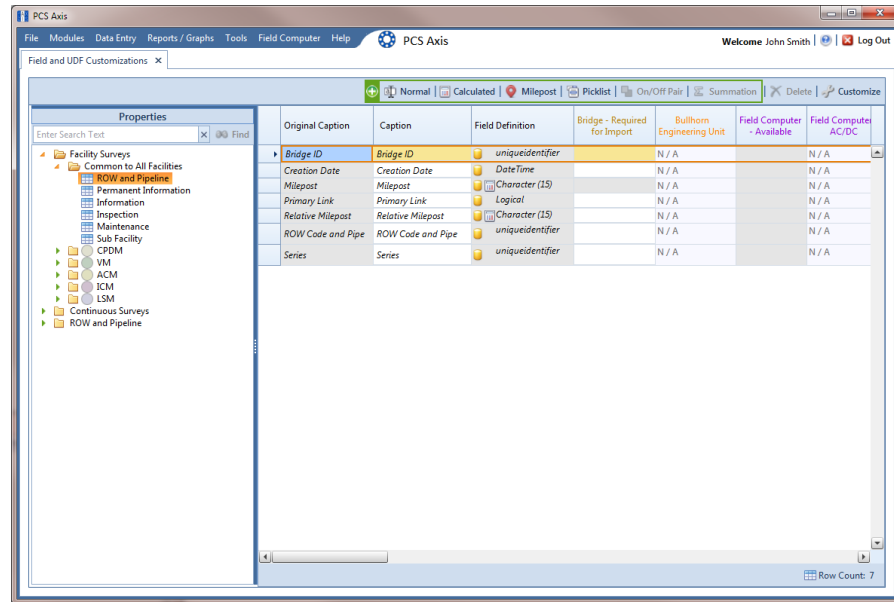 PCS Axis
File Modules Data Entry Reports / Graphs Tools Field Computer Help PCS Axis Welcome John Smith | | Log Out
Field and UDF Customizations ×
Normal | Calculated | Milepost | Picklist | On/Off Pair | Summation | Delete | Customize
Properties
Enter Search Text × Find
Facility Surveys
Common to All Facilities
ROW and Pipeline
Permanent Information
Information
Inspection
Maintenance
Sub Facility
CPDM
VM
ACM
ICM
LSM
Continuous Surveys
ROW and Pipeline
Original Caption Caption Field Definition Bridge - Required for Import Bullhorn Engineering Unit Field Computer - Available Field Computer AC/DC
Bridge ID Bridge ID uniqueidentifier N / A N / A
Creation Date Creation Date DateTime N / A N / A
Milepost Milepost Character (15) N / A N / A
Primary Link Primary Link Logical N / A N / A
Relative Milepost Relative Milepost Character (15) N / A N / A
ROW Code and Pipe ROW Code and Pipe uniqueidentifier N / A N / A
Series Series uniqueidentifier N / A N / A
Row Count: 7